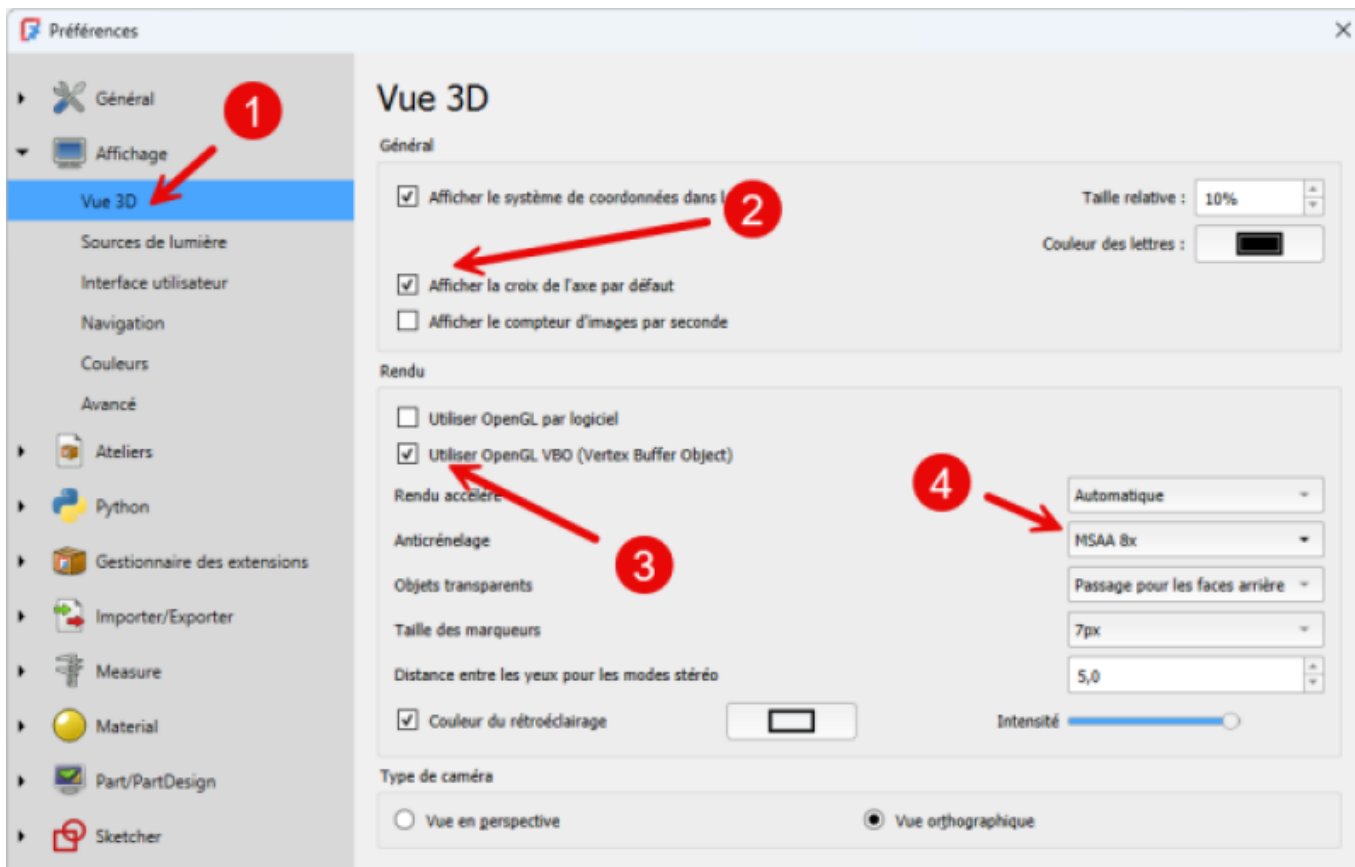 Préférences
Général
1
Affichage
Vue 3D
Sources de lumière
Interface utilisateur
Navigation
Couleurs
Avancé
Ateliers
Python
Gestionnaire des extensions
Importer/Exporter
Measure
Material
Part/PartDesign
Sketcher
Vue 3D
Général
Afficher le système de coordonnées dans
2
Taille relative : 10%
Couleur des lettres :
Afficher la croix de l'axe par défaut
Afficher le compteur d'images par seconde
Rendu
Utiliser OpenGL par logiciel
Utiliser OpenGL VBO (Vertex Buffer Object)
Rendu accéléré Automatique
4
Anticrénelage MSAA 8x
3
Objets transparents Passage pour les faces arrière
Taille des marqueurs 7px
Distance entre les yeux pour les modes stéréo 5,0
Couleur du rétroéclairage Intensité
Type de caméra
Vue en perspective Vue orthographique